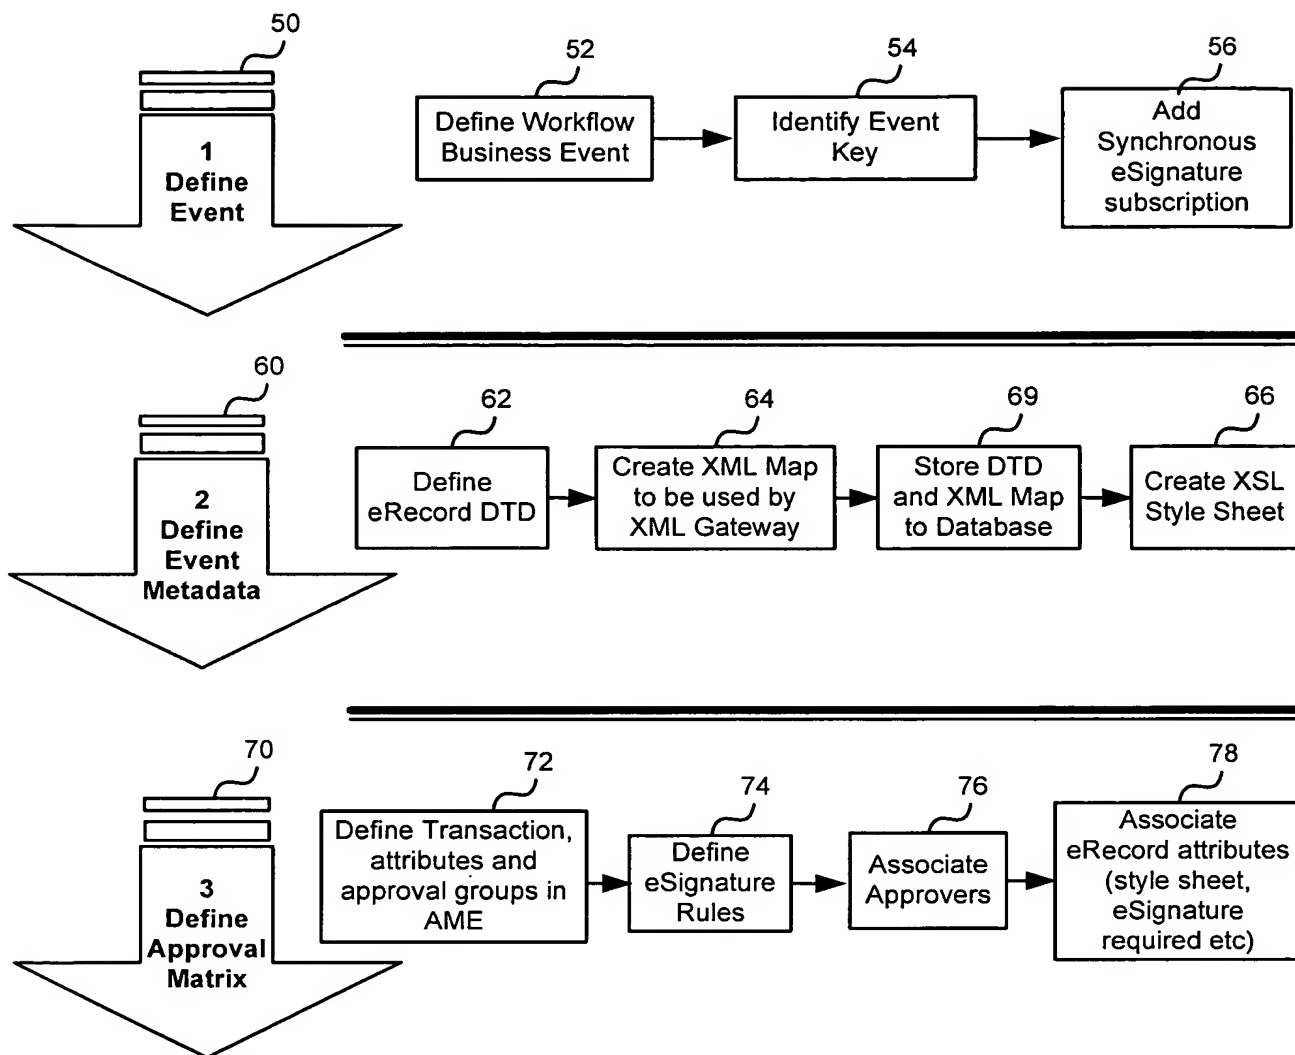 50
52
54
56
1
Define
Event
Define Workflow
Business Event
Identify Event
Key
Add
Synchronous
eSignature
subscription
60
62
64
69
66
2
Define
Event
Metadata
Define
eRecord DTD
Create XML Map
to be used by
XML Gateway
Store DTD
and XML Map
to Database
Create XSL
Style Sheet
70
72
74
76
78
3
Define
Approval
Matrix
Define Transaction,
attributes and
approval groups in
AME
Define
eSignature
Rules
Associate
Approvers
Associate
eRecord attributes
(style sheet,
eSignature
required etc)